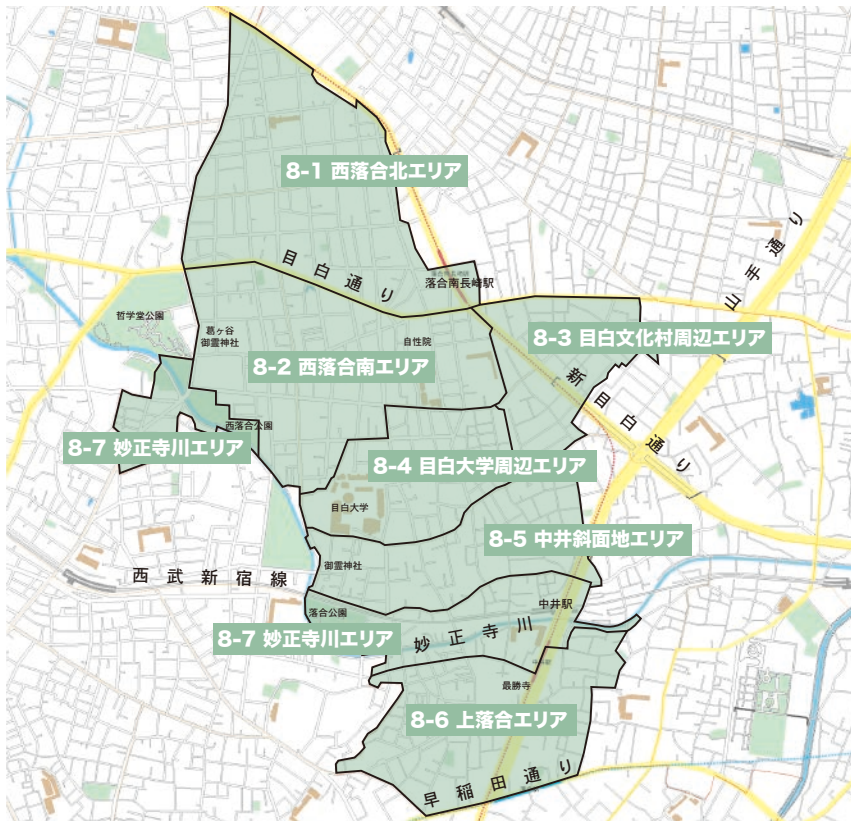 8-1 西落合北エリア
目白通り
落合南長崎駅
山手通り
哲学堂公園
葛ヶ谷
御霊神社
自性院
8-3 目白文化村周辺エリア
8-2 西落合南エリア
新目白通り
西落合公園
8-7 妙正寺川エリア
8-4 目白大学周辺エリア
目白大学
8-5 中井斜面地エリア
御霊神社
西武新宿線
中井駅
落合公園
8-7 妙正寺川エリア
妙正寺川
最勝寺
8-6 上落合エリア
早稲田通り